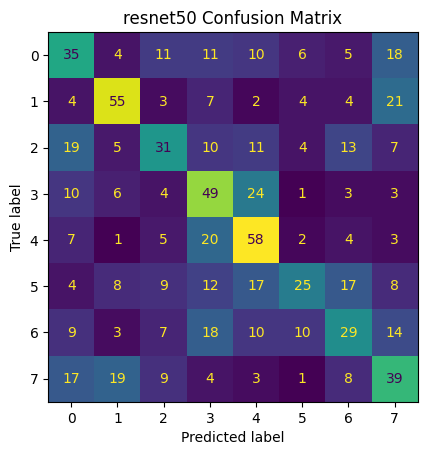 resnet50 Confusion Matrix
0 35 4 11 11 10 6 5 18
1 4 55 3 7 2 4 4 21
2 19 5 31 10 11 4 13 7
3 10 6 4 49 24 1 3 3
True label
4 7 1 5 20 58 2 4 3
5 4 8 9 12 17 25 17 8
6 9 3 7 18 10 10 29 14
7 17 19 9 4 3 1 8 39
0 1 2 3 4 5 6 7
Predicted label